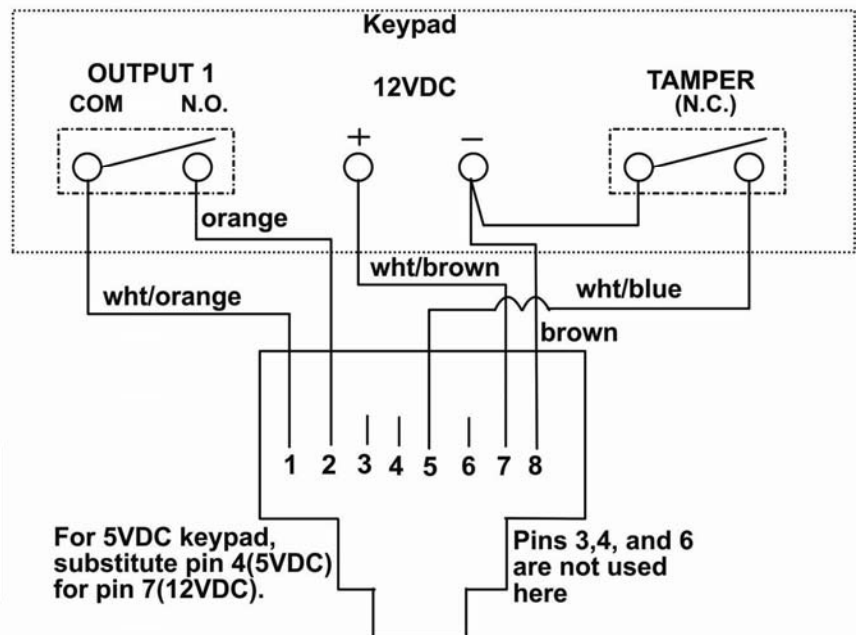 Keypad
OUTPUT 1
COM N.O.
12VDC
TAMPER
(N.C.)
+ −
orange
wht/brown
wht/orange
wht/blue
brown
1 2 3 4 5 6 7 8
For 5VDC keypad,
substitute pin 4(5VDC)
for pin 7(12VDC).
Pins 3,4, and 6
are not used
here